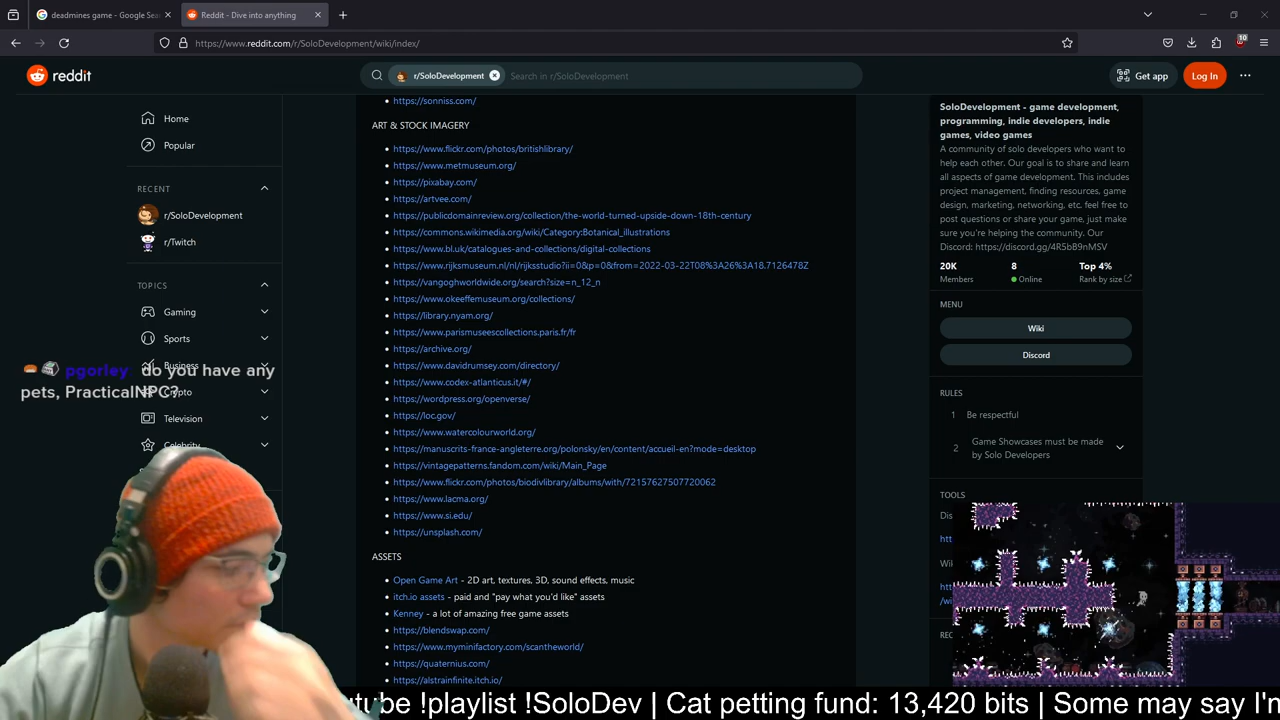 deadmines game - Google Sea
Reddit - Dive into anything
https://www.reddit.com/r/SoloDevelopment/wiki/index/
10
reddit
r/SoloDevelopment
Search in r/SoloDevelopment
Get app
Log In
Home
Popular
RECENT
r/SoloDevelopment
r/Twitch
TOPICS
Gaming
Sports
Business
Crypto
Television
Celebrity
pgorley do you have any
pets, PracticalNPC?
https://sonniss.com/
ART & STOCK IMAGERY
https://www.flickr.com/photos/britishlibrary/
https://www.metmuseum.org/
https://pixabay.com/
https://artvee.com/
https://publicdomainreview.org/collection/the-world-turned-upside-down-18th-century
https://commons.wikimedia.org/wiki/Category:Botanical_illustrations
https://www.bl.uk/catalogues-and-collections/digital-collections
https://www.rijksmuseum.nl/nl/rijksstudio?ii=0&p=0&from=2022-03-22T08%3A26%3A18.7126478Z
https://vangoghworldwide.org/search?size=n_12_n
https://www.okeeffemuseum.org/collections/
https://library.nyam.org/
https://www.parismuseescollections.paris.fr/fr
https://archive.org/
https://www.davidrumsey.com/directory/
https://www.codex-atlanticus.it/#/
https://wordpress.org/openverse/
https://loc.gov/
https://www.watercolourworld.org/
https://manuscrits-france-angleterre.org/polonsky/en/content/accueil-en?mode=desktop
https://vintagepatterns.fandom.com/wiki/Main_Page
https://www.flickr.com/photos/biodivlibrary/albums/with/72157627507720062
https://www.lacma.org/
https://www.si.edu/
https://unsplash.com/
ASSETS
Open Game Art - 2D art, textures, 3D, sound effects, music
itch.io assets - paid and "pay what you'd like" assets
Kenney - a lot of amazing free game assets
https://blendswap.com/
https://www.myminifactory.com/scantheworld/
https://quaternius.com/
https://alstrainfinite.itch.io/
SoloDevelopment - game development,
programming, indie developers, indie
games, video games
A community of solo developers who want to
help each other. Our goal is to share and learn
all aspects of game development. This includes
project management, finding resources, game
design, marketing, networking, etc. feel free to
post questions or share your game, just make
sure you're helping the community. Our
Discord: https://discord.gg/4R5bB9nMSV
20K
8
Top 4%
Members
Online
Rank by size
MENU
Wiki
Discord
RULES
1 Be respectful
2 Game Showcases must be made
by Solo Developers
TOOLS
Dis
htt
Wil
/wi
REC
tube !playlist !SoloDev | Cat petting fund: 13,420 bits | Some may say I'm